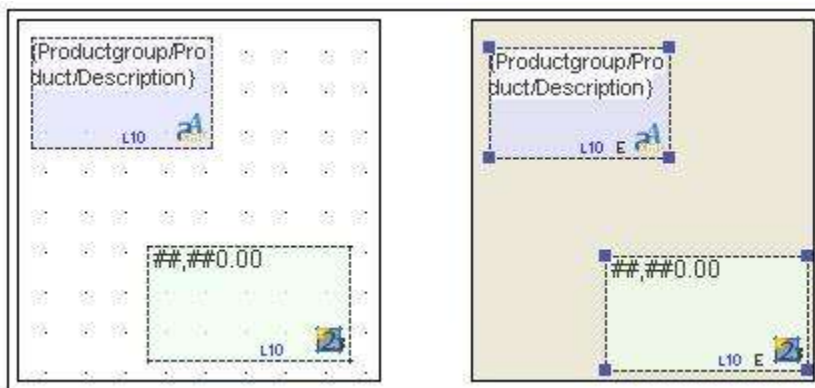 {Productgroup/Pro
duct/Description}
L10
##,##0.00
L10
{Productgroup/Pro
duct/Description}
L10 E
##,##0.00
L10 E